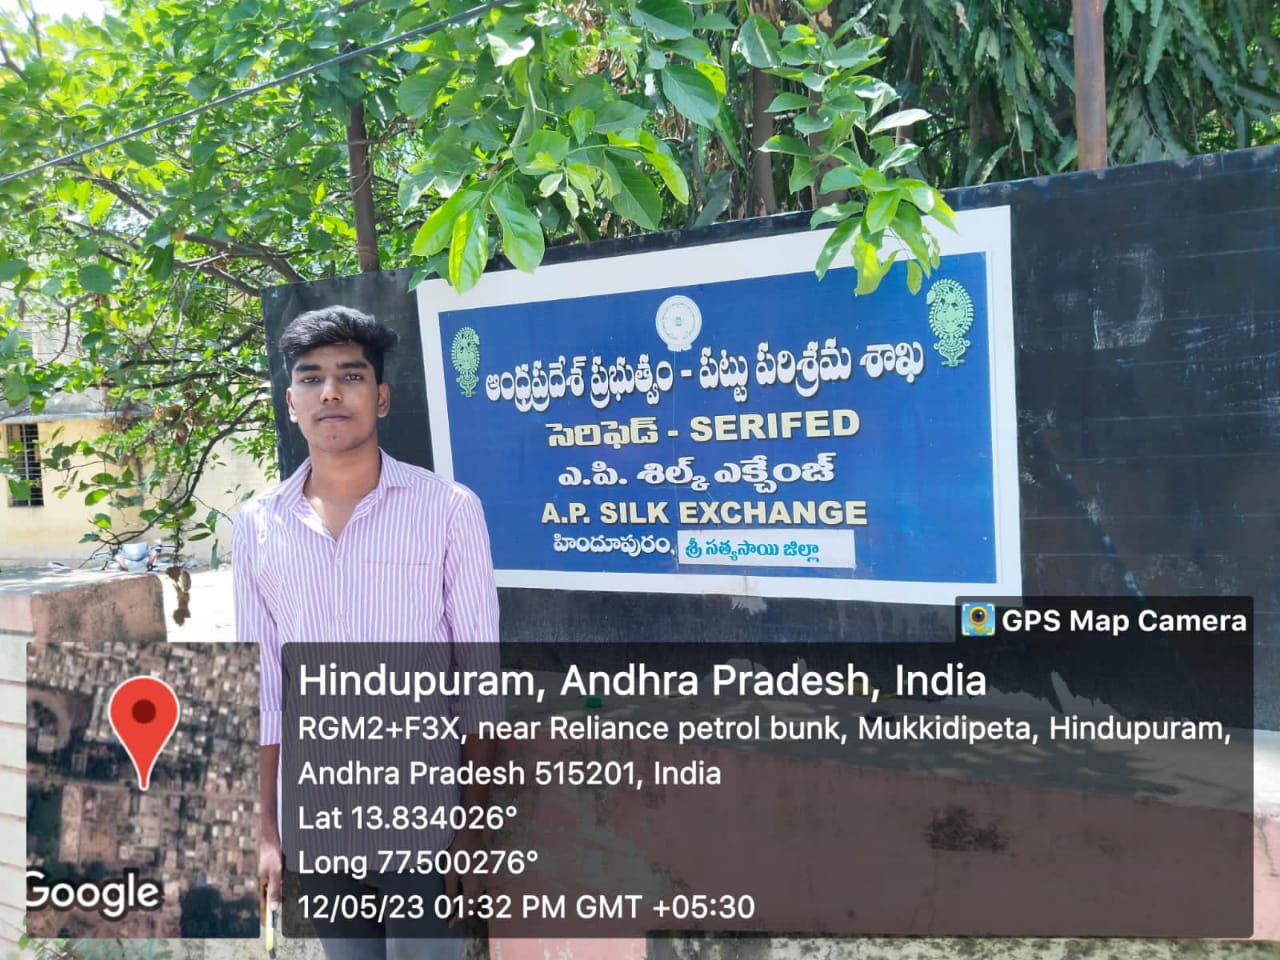 ఆంధ్రప్రదేశ్ ప్రభుత్వం - పట్టు పరిశ్రమ శాఖ
సెరిఫెడ్ - SERIFED
ఎ.పి. శిల్క్ ఎక్చేంజ్
A.P. SILK EXCHANGE
హిందూపురం, శ్రీ సత్యసాయి జిల్లా
GPS Map Camera
Hindupuram, Andhra Pradesh, India
RGM2+F3X, near Reliance petrol bunk, Mukkidipeta, Hindupuram,
Andhra Pradesh 515201, India
Lat 13.834026°
Long 77.500276°
12/05/23 01:32 PM GMT +05:30
Google